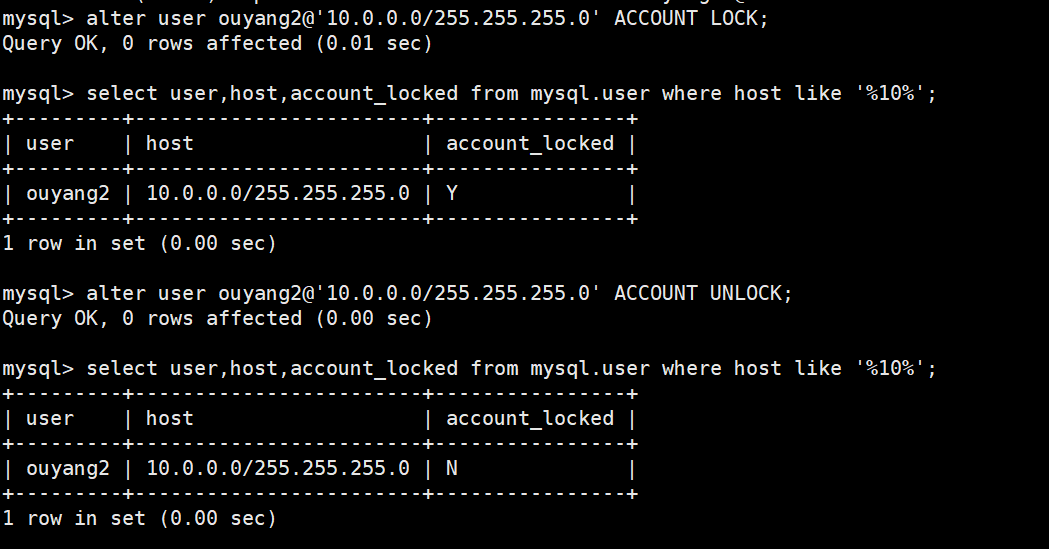 mysql> alter user ouyang2@'10.0.0.0/255.255.255.0' ACCOUNT LOCK;
Query OK, 0 rows affected (0.01 sec)
mysql> select user,host,account_locked from mysql.user where host like '%10%';
+---------+------------------------+----------------+
| user    | host                   | account_locked |
+---------+------------------------+----------------+
| ouyang2 | 10.0.0.0/255.255.255.0 | Y              |
+---------+------------------------+----------------+
1 row in set (0.00 sec)
mysql> alter user ouyang2@'10.0.0.0/255.255.255.0' ACCOUNT UNLOCK;
Query OK, 0 rows affected (0.00 sec)
mysql> select user,host,account_locked from mysql.user where host like '%10%';
+---------+------------------------+----------------+
| user    | host                   | account_locked |
+---------+------------------------+----------------+
| ouyang2 | 10.0.0.0/255.255.255.0 | N              |
+---------+------------------------+----------------+
1 row in set (0.00 sec)